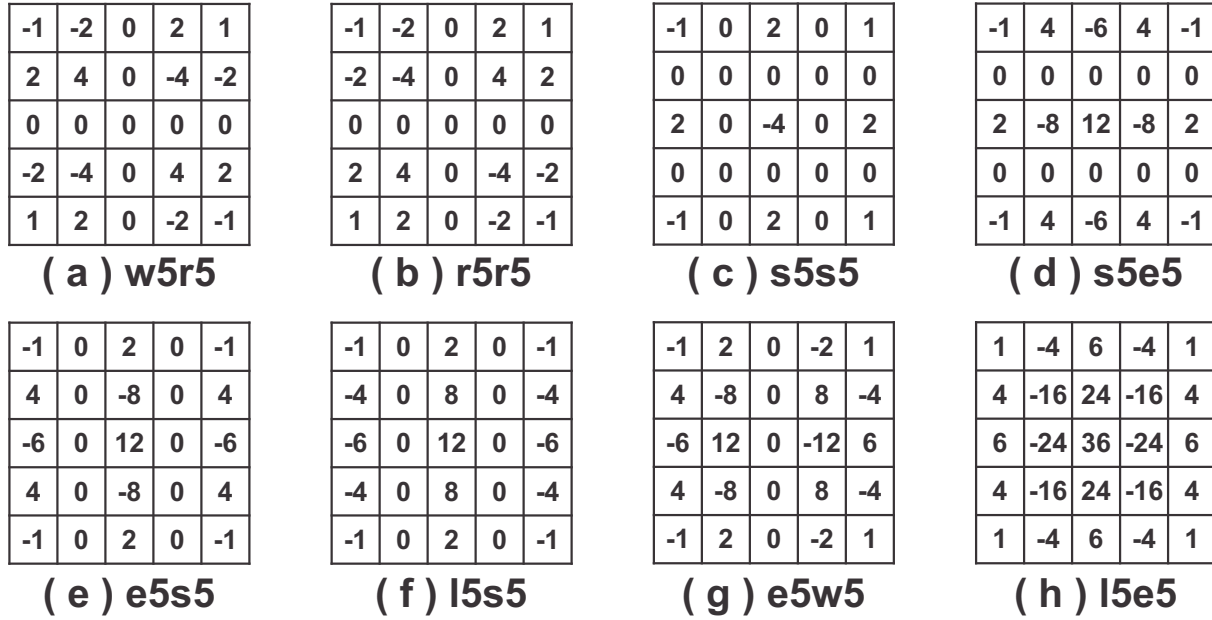 -1 -2 0 2 1
2 4 0 -4 -2
0 0 0 0 0
-2 -4 0 4 2
1 2 0 -2 -1
( a ) w5r5
-1 -2 0 2 1
-2 -4 0 4 2
0 0 0 0 0
2 4 0 -4 -2
1 2 0 -2 -1
( b ) r5r5
-1 0 2 0 1
0 0 0 0 0
2 0 -4 0 2
0 0 0 0 0
-1 0 2 0 1
( c ) s5s5
-1 4 -6 4 -1
0 0 0 0 0
2 -8 12 -8 2
0 0 0 0 0
-1 4 -6 4 -1
( d ) s5e5
-1 0 2 0 -1
4 0 -8 0 4
-6 0 12 0 -6
4 0 -8 0 4
-1 0 2 0 -1
( e ) e5s5
-1 0 2 0 -1
-4 0 8 0 -4
-6 0 12 0 -6
-4 0 8 0 -4
-1 0 2 0 -1
( f ) l5s5
-1 2 0 -2 1
4 -8 0 8 -4
-6 12 0 -12 6
4 -8 0 8 -4
-1 2 0 -2 1
( g ) e5w5
1 -4 6 -4 1
4 -16 24 -16 4
6 -24 36 -24 6
4 -16 24 -16 4
1 -4 6 -4 1
( h ) l5e5